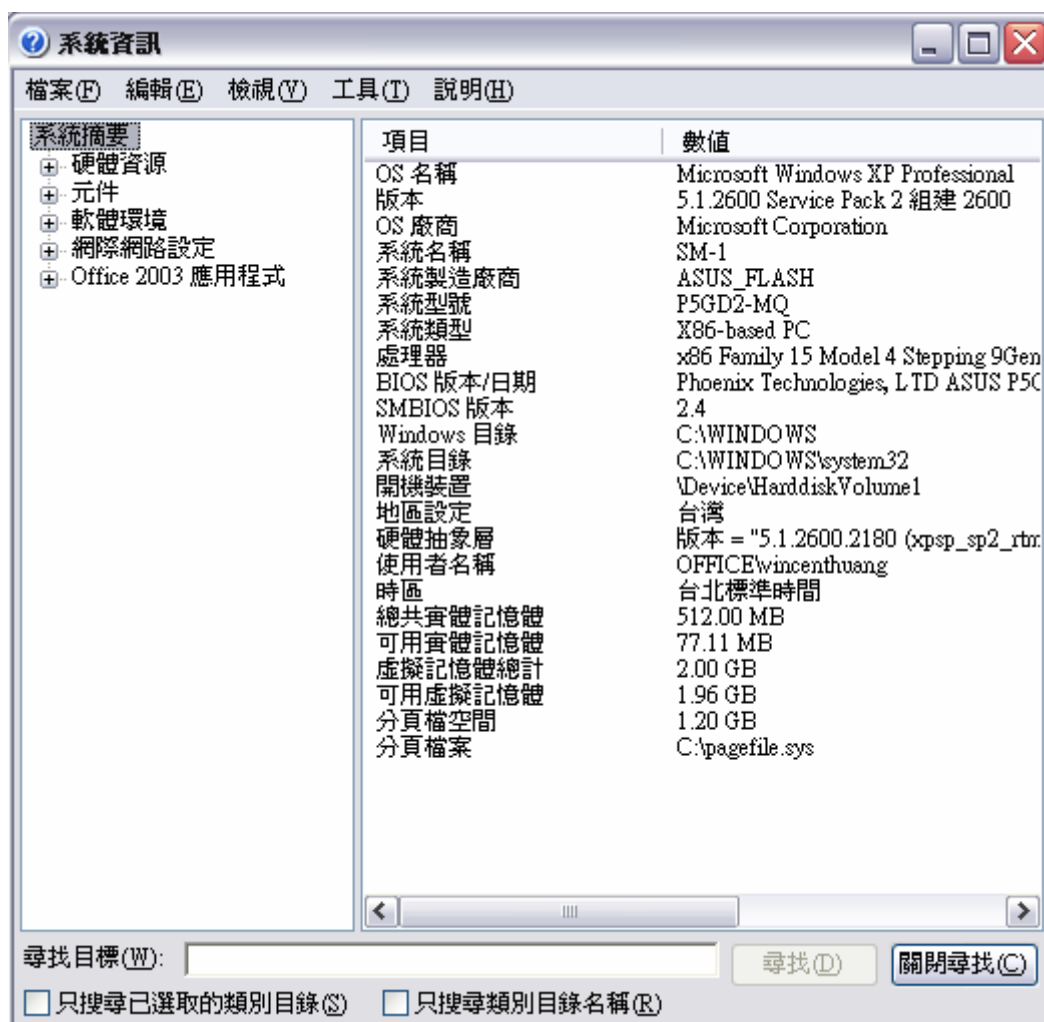 系統資訊
檔案(F) 編輯(E) 檢視(V) 工具(T) 說明(H)
系統摘要
硬體資源
元件
軟體環境
網際網路設定
Office 2003 應用程式
項目 數值
OS 名稱 Microsoft Windows XP Professional
版本 5.1.2600 Service Pack 2 組建 2600
OS 廠商 Microsoft Corporation
系統名稱 SM-1
系統製造廠商 ASUS_FLASH
系統型號 P5GD2-MQ
系統類型 X86-based PC
處理器 x86 Family 15 Model 4 Stepping 9Gen
BIOS 版本/日期 Phoenix Technologies, LTD ASUS
SMBIOS 版本 2.4
Windows 目錄 C:\WINDOWS
系統目錄 C:\WINDOWS\system32
開機裝置 \Device\HarddiskVolume1
地區設定 台灣
硬體抽象層 版本 = "5.1.2600.2180
使用者名稱 OFFICE\wincenthuang
時區 台北標準時間
總共實體記憶體 512.00 MB
可用實體記憶體 77.11 MB
虛擬記憶體總計 2.00 GB
可用虛擬記憶體 1.96 GB
分頁檔空間 1.20 GB
分頁檔案 C:\pagefile.sys
尋找目標(W): 尋找(D) 關閉尋找(C)
只搜尋已選取的類別目錄(S) 只搜尋類別目錄名稱(R)